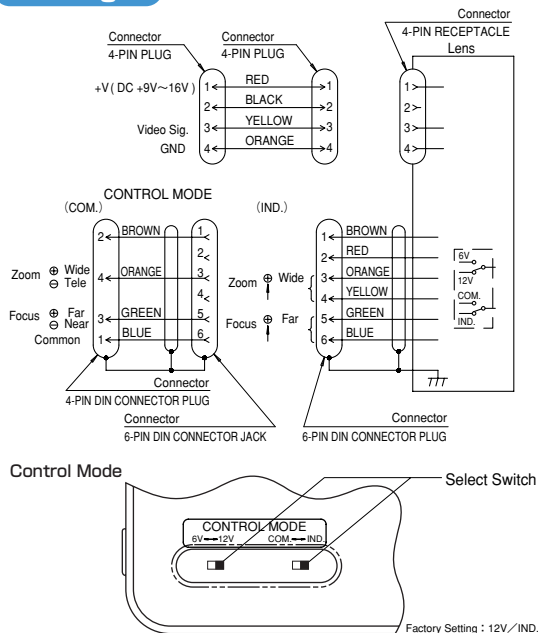 Connector
4-PIN PLUG
Connector
4-PIN PLUG
Connector
4-PIN RECEPTACLE
Lens
+V ( DC +9V～16V ) 1 RED 1 1
2 BLACK 2 2
Video Sig. 3 YELLOW 3 3
GND 4 ORANGE 4 4
CONTROL MODE
(COM.)
(IND.)
2 BROWN 1
2
Zoom ⊕ Wide ⊖ Tele 4 ORANGE 3
4
Focus ⊕ Far ⊖ Near 3 GREEN 5
Common 1 BLUE 6
1 BROWN
2 RED
Zoom ⊕ Wide 3 ORANGE
4 YELLOW
Focus ⊕ Far 5 GREEN
6 BLUE
6V
12V
COM.
IND.
Connector
4-PIN DIN CONNECTOR PLUG
Connector
6-PIN DIN CONNECTOR JACK
Connector
6-PIN DIN CONNECTOR PLUG
Control Mode
Select Switch
CONTROL MODE
6V 12V COM. IND.
Factory Setting : 12V／IND.